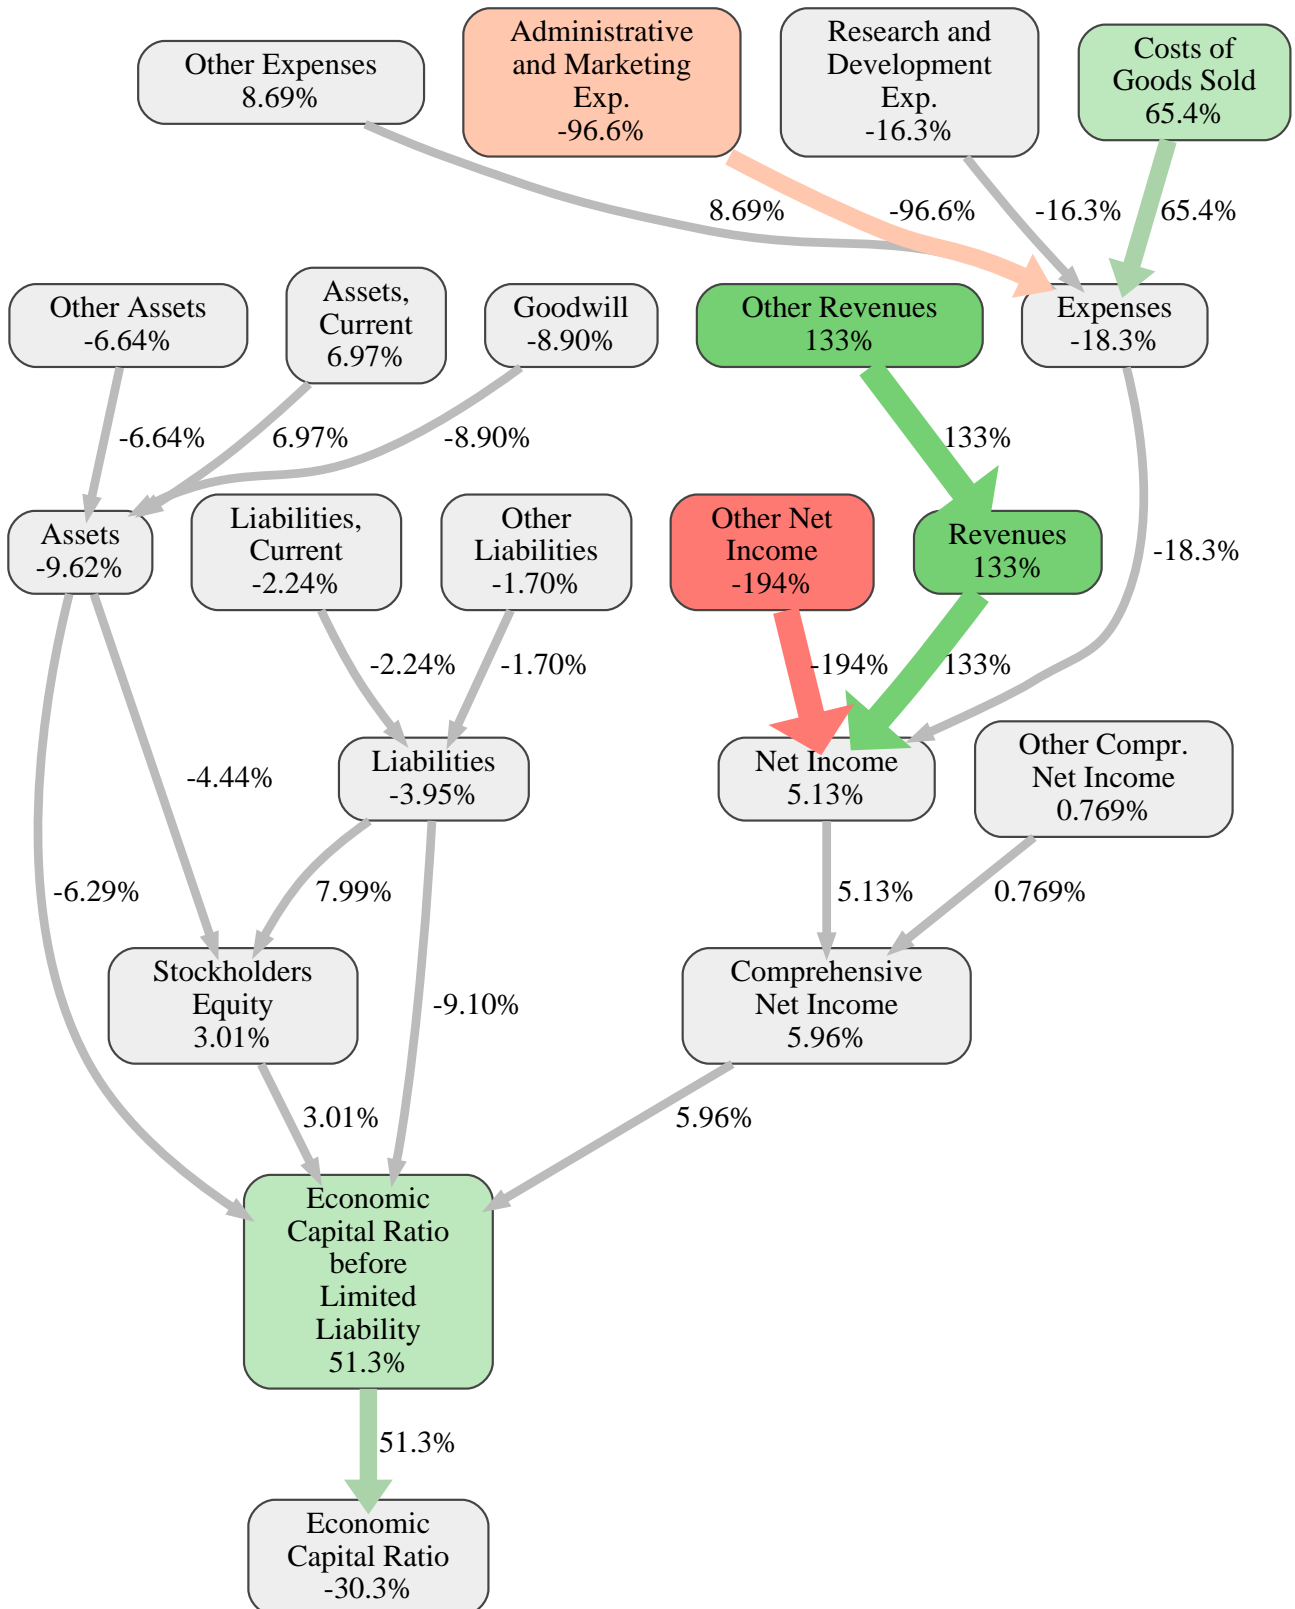 Other Expenses
8.69%
Administrative
and Marketing
Exp.
-96.6%
Research and
Development
Exp.
-16.3%
Costs of
Goods Sold
65.4%
8.69%
-96.6%
-16.3%
65.4%
Other Assets
-6.64%
Assets,
Current
6.97%
Goodwill
-8.90%
Other Revenues
133%
Expenses
-18.3%
-6.64%
6.97%
-8.90%
133%
-18.3%
Assets
-9.62%
Liabilities,
Current
-2.24%
Other
Liabilities
-1.70%
Other Net
Income
-194%
Revenues
133%
-2.24%
-1.70%
-194%
133%
-4.44%
Liabilities
-3.95%
Net Income
5.13%
Other Compr.
Net Income
0.769%
-6.29%
7.99%
5.13%
0.769%
Stockholders
Equity
3.01%
-9.10%
Comprehensive
Net Income
5.96%
3.01%
5.96%
Economic
Capital Ratio
before
Limited
Liability
51.3%
51.3%
Economic
Capital Ratio
-30.3%